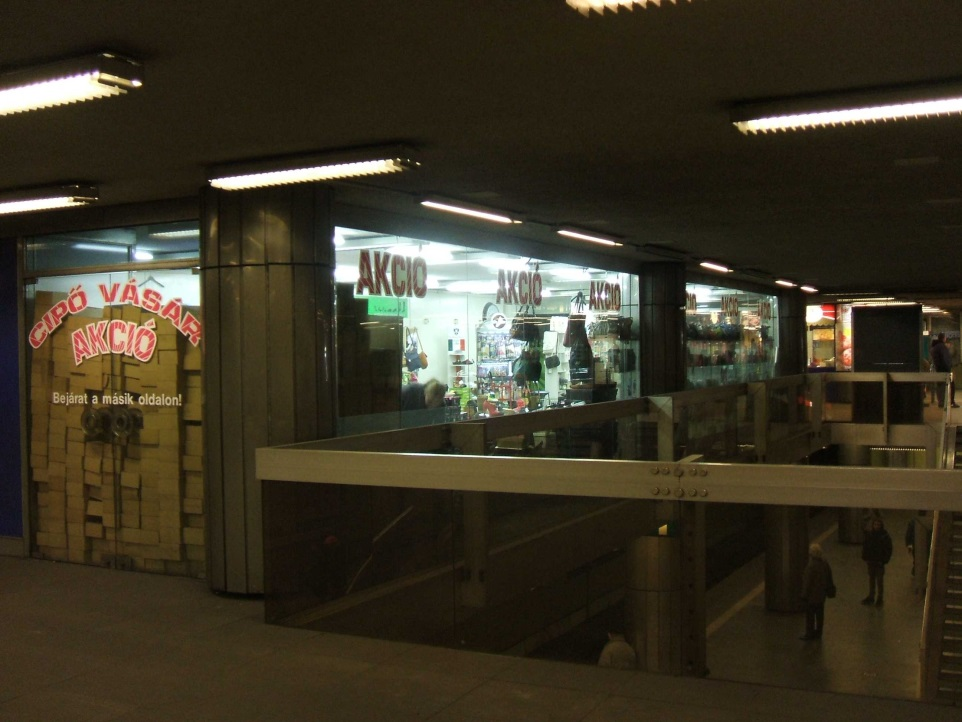 CIPŐ VÁSÁR
AKCIÓ
Bejárat a másik oldalon!
AKCIÓ
AKCIÓ
AKCIÓ